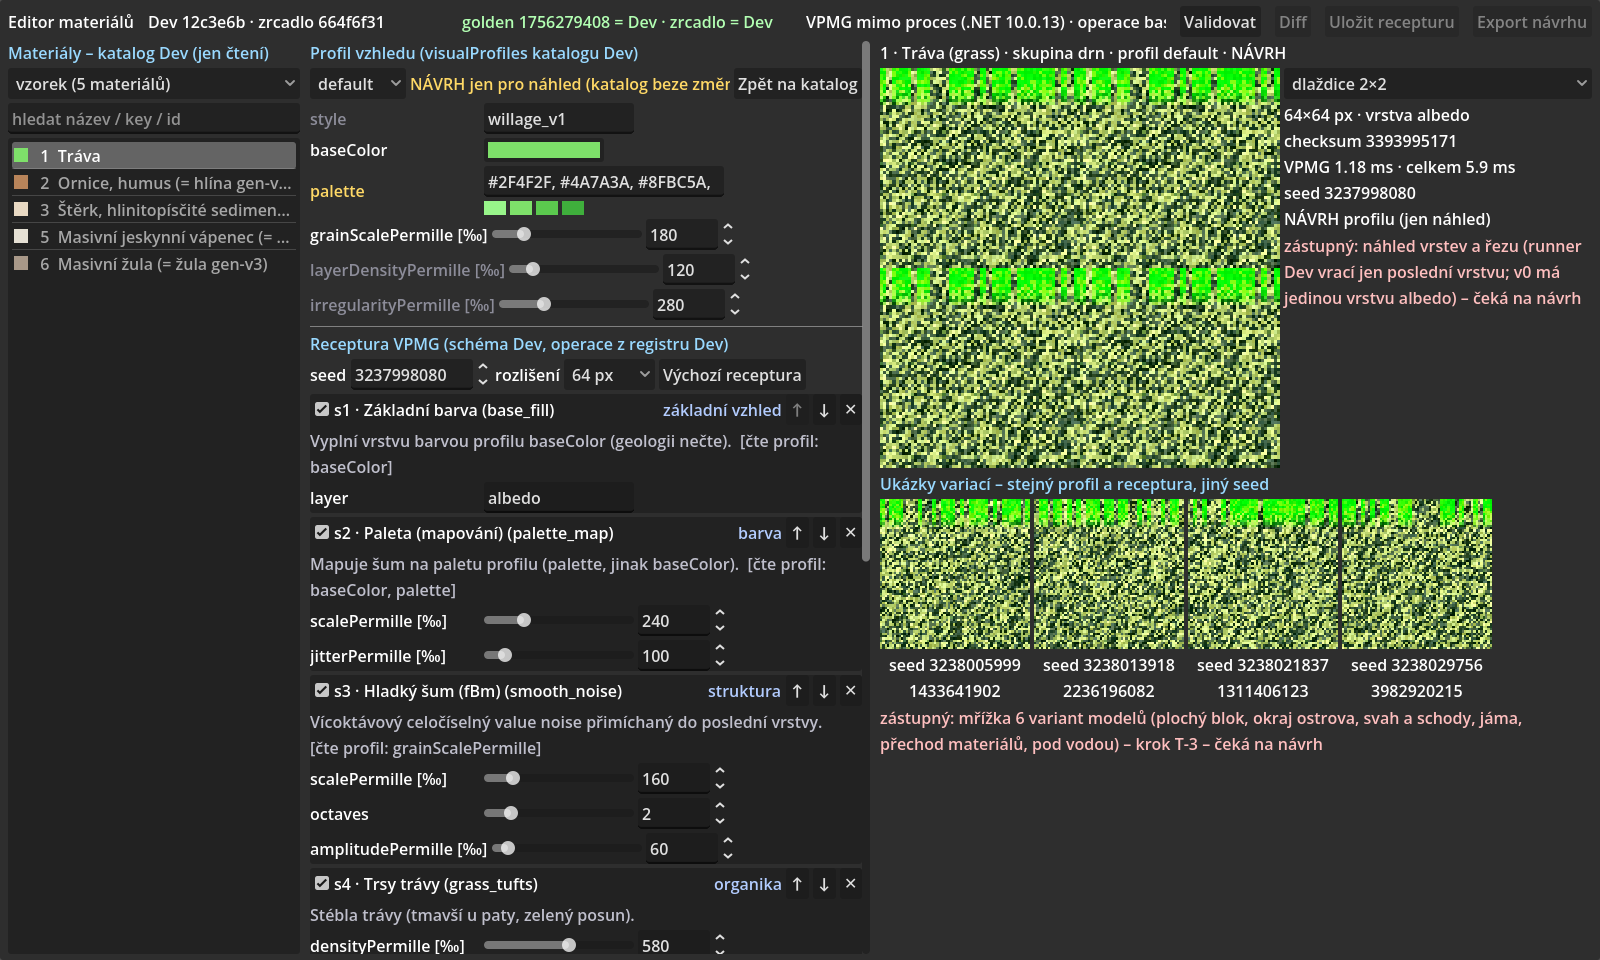 Editor materiálů Dev 12c3e6b · zrcadlo 664f6f31 golden 1756279408 = Dev · zrcadlo = Dev VPMG mimo proces (.NET 10.0.13) · operace bas Validovat Diff Uložit recepturu Export návrhu
Materiály – katalog Dev (jen čtení)
vzorek (5 materiálů)
hledat název / key / id
1 Tráva
2 Ornice, humus (= hlína gen-v...
3 Štěrk, hlinitopísčité sedimen...
5 Masivní jeskynní vápenec (= ...
6 Masivní žula (= žula gen-v3)
Profil vzhledu (visualProfiles katalogu Dev)
default NÁVRH jen pro náhled (katalog beze změr Zpět na katalog
style willage_v1
baseColor
palette #2F4F2F, #4A7A3A, #8FBC5A,
grainScalePermille [‰] 180
layerDensityPermille [‰] 120
irregularityPermille [‰] 280
Receptura VPMG (schéma Dev, operace z registru Dev)
seed 3237998080 rozlišení 64 px Výchozí receptura
s1 · Základní barva (base_fill) základní vzhled ↑ ↓ ×
Vyplní vrstvu barvou profilu baseColor (geologii nečte). [čte profil:
baseColor]
layer albedo
s2 · Paleta (mapování) (palette_map) barva ↑ ↓ ×
Mapuje šum na paletu profilu (palette, jinak baseColor). [čte profil:
baseColor, palette]
scalePermille [‰] 240
jitterPermille [‰] 100
s3 · Hladký šum (fBm) (smooth_noise) struktura ↑ ↓ ×
Vícoktávový celočíselný value noise přimíchaný do poslední vrstvy.
[čte profil: grainScalePermille]
scalePermille [‰] 160
octaves 2
amplitudePermille [‰] 60
s4 · Trsy trávy (grass_tufts) organika ↑ ↓ ×
Stébla trávy (tmavší u paty, zelený posun).
densityPermille [‰] 580
1 · Tráva (grass) · skupina drn · profil default · NÁVRH
dlaždice 2×2
64×64 px · vrstva albedo
checksum 3393995171
VPMG 1.18 ms · celkem 5.9 ms
seed 3237998080
NÁVRH profilu (jen náhled)
zástupný: náhled vrstev a řezu (runner
Dev vrací jen poslední vrstvu; v0 má
jedinou vrstvu albedo) – čeká na návrh
Ukázky variací – stejný profil a receptura, jiný seed
seed 3238005999 seed 3238013918 seed 3238021837 seed 3238029756
1433641902 2236196082 1311406123 3982920215
zástupný: mřížka 6 variant modelů (plochý blok, okraj ostrova, svah a schody, jáma,
přechod materiálů, pod vodou) – krok T-3 – čeká na návrh